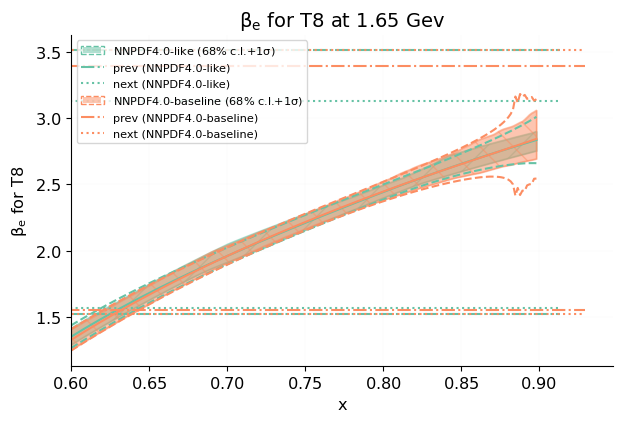 βe for T8 at 1.65 Gev
NNPDF4.0-like (68% c.l.+1σ)
prev (NNPDF4.0-like)
next (NNPDF4.0-like)
NNPDF4.0-baseline (68% c.l.+1σ)
prev (NNPDF4.0-baseline)
next (NNPDF4.0-baseline)
βe for T8
3.5
3.0
2.5
2.0
1.5
0.60 0.65 0.70 0.75 0.80 0.85 0.90
x